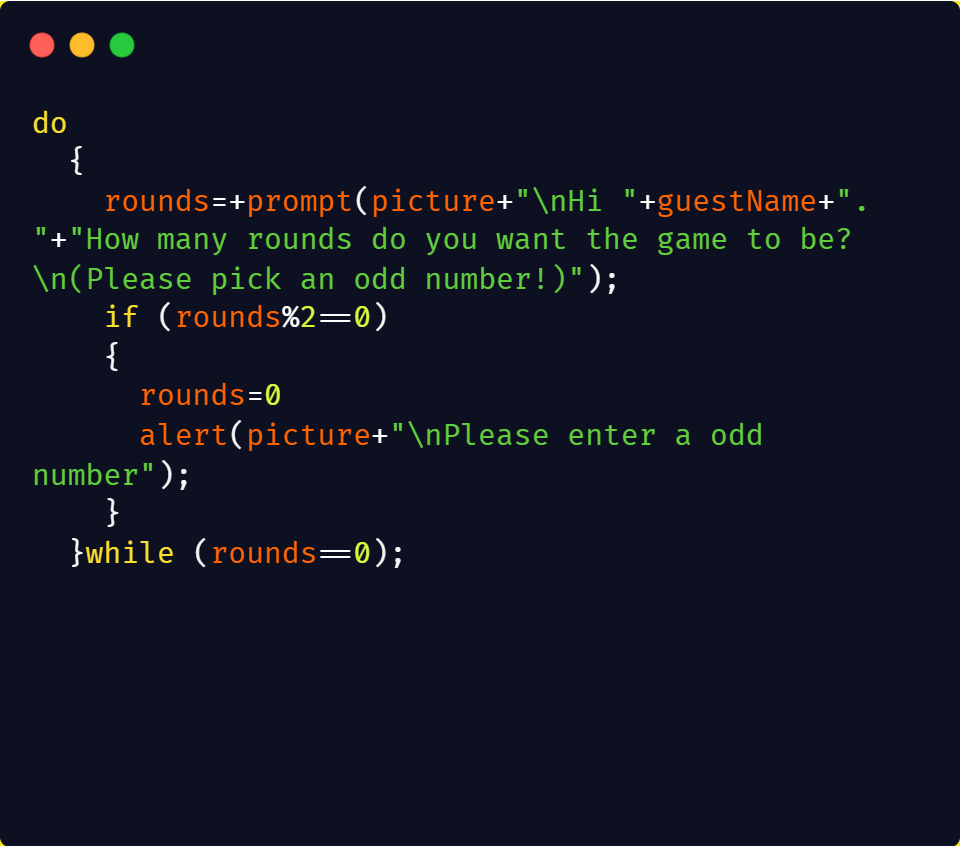 do
  {
    rounds=+prompt(picture+"\nHi "+guestName+".
"+"How many rounds do you want the game to be?
\n(Please pick an odd number!)");
    if (rounds%2==0)
    {
      rounds=0
      alert(picture+"\nPlease enter a odd
number");
    }
  }while (rounds==0);